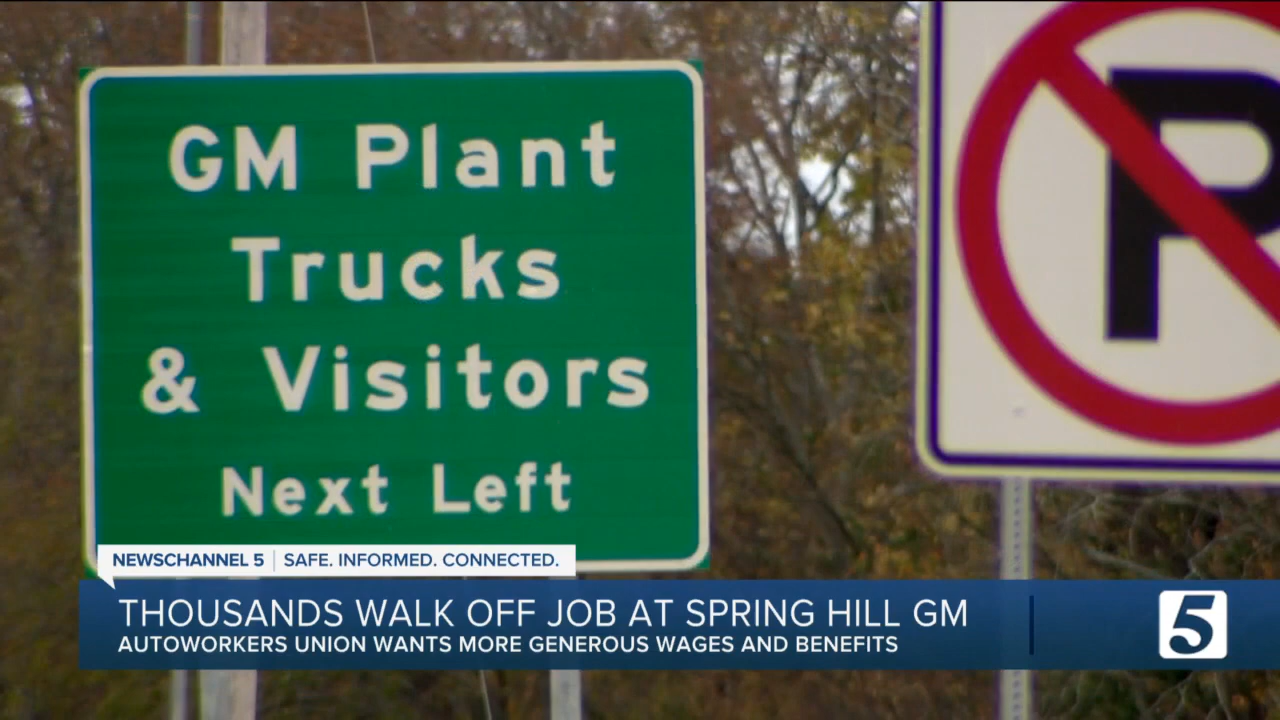 GM Plant
Trucks
& Visitors
Next Left
P
NEWSCHANNEL 5 | SAFE. INFORMED. CONNECTED.
THOUSANDS WALK OFF JOB AT SPRING HILL GM
AUTOWORKERS UNION WANTS MORE GENEROUS WAGES AND BENEFITS
5